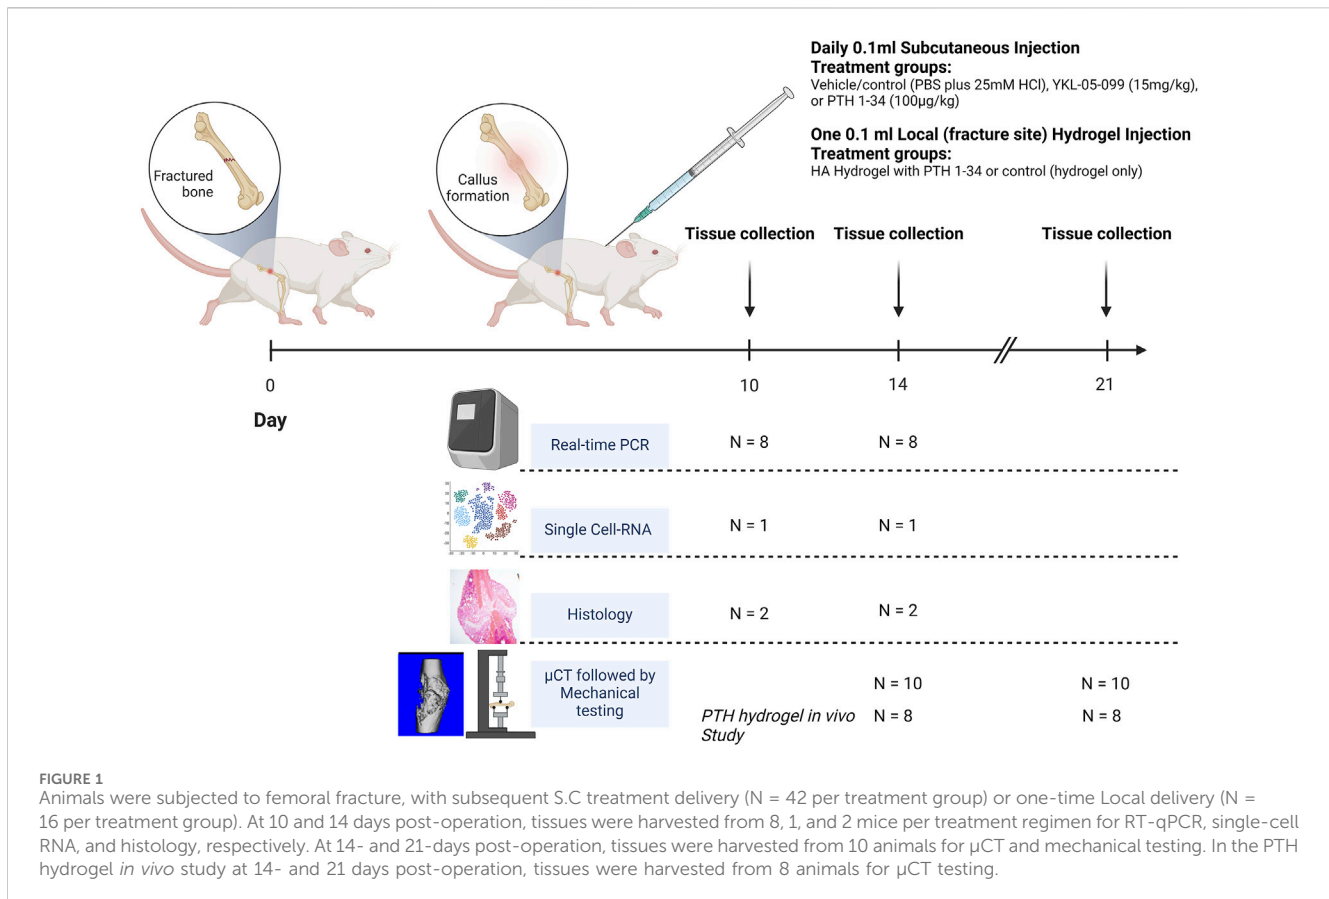 Daily 0.1ml Subcutaneous Injection
Treatment groups:
Vehicle/control (PBS plus 25mM HCl), YKL-05-099 (15mg/kg),
or PTH 1-34 (100µg/kg)
One 0.1 ml Local (fracture site) Hydrogel Injection
Treatment groups:
HA Hydrogel with PTH 1-34 or control (hydrogel only)
Fractured
bone
Callus
formation
Tissue collection
Tissue collection
Tissue collection
0
10
14
21
Day
Real-time PCR
N = 8
N = 8
Single Cell-RNA
N = 1
N = 1
Histology
N = 2
N = 2
µCT followed by
Mechanical
testing
N = 10
N = 10
PTH hydrogel in vivo
Study
N = 8
N = 8
FIGURE 1
Animals were subjected to femoral fracture, with subsequent S.C treatment delivery (N = 42 per treatment group) or one-time Local delivery (N =
16 per treatment group). At 10 and 14 days post-operation, tissues were harvested from 8, 1, and 2 mice per treatment regimen for RT-qPCR, single-cell
RNA, and histology, respectively. At 14- and 21-days post-operation, tissues were harvested from 10 animals for µCT and mechanical testing. In the PTH
hydrogel in vivo study at 14- and 21 days post-operation, tissues were harvested from 8 animals for µCT testing.